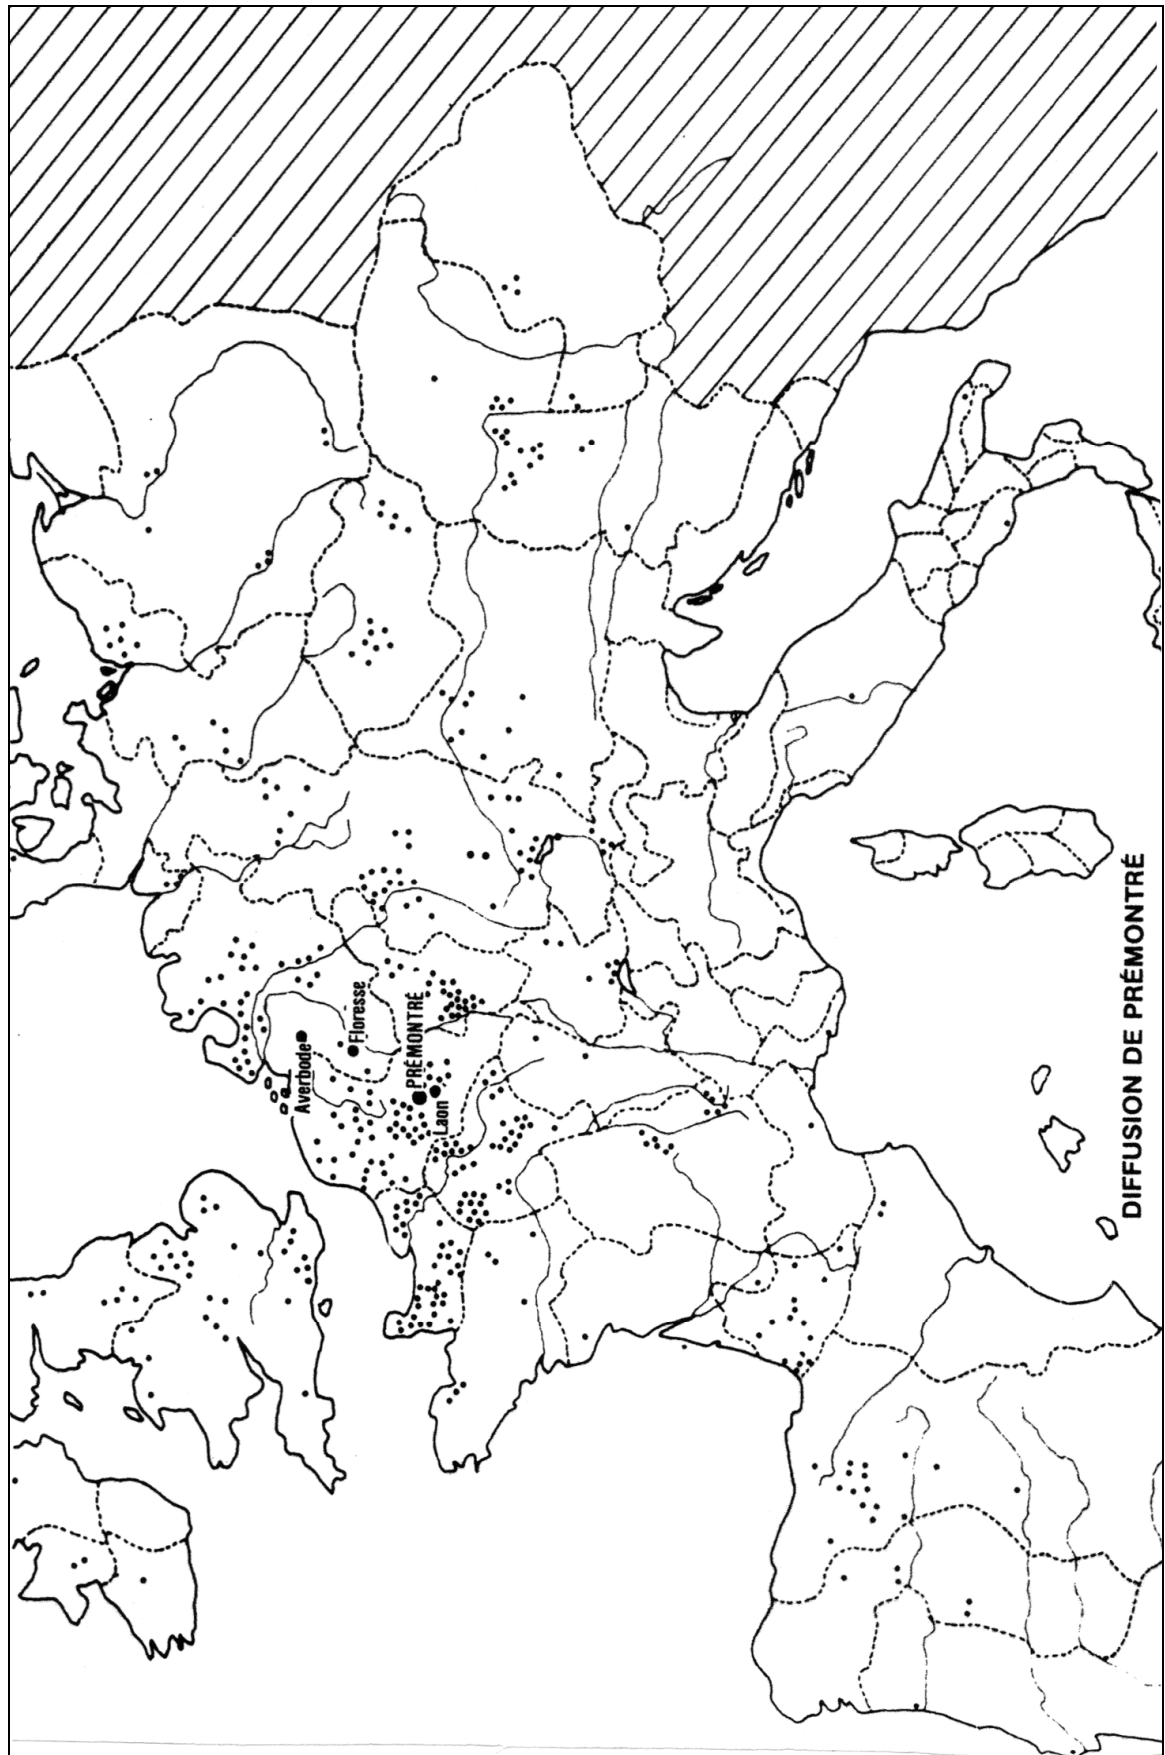 Averbode
Floresse
PRÉMONTRÉ
Laon
DIFFUSION DE PRÉMONTRÉ